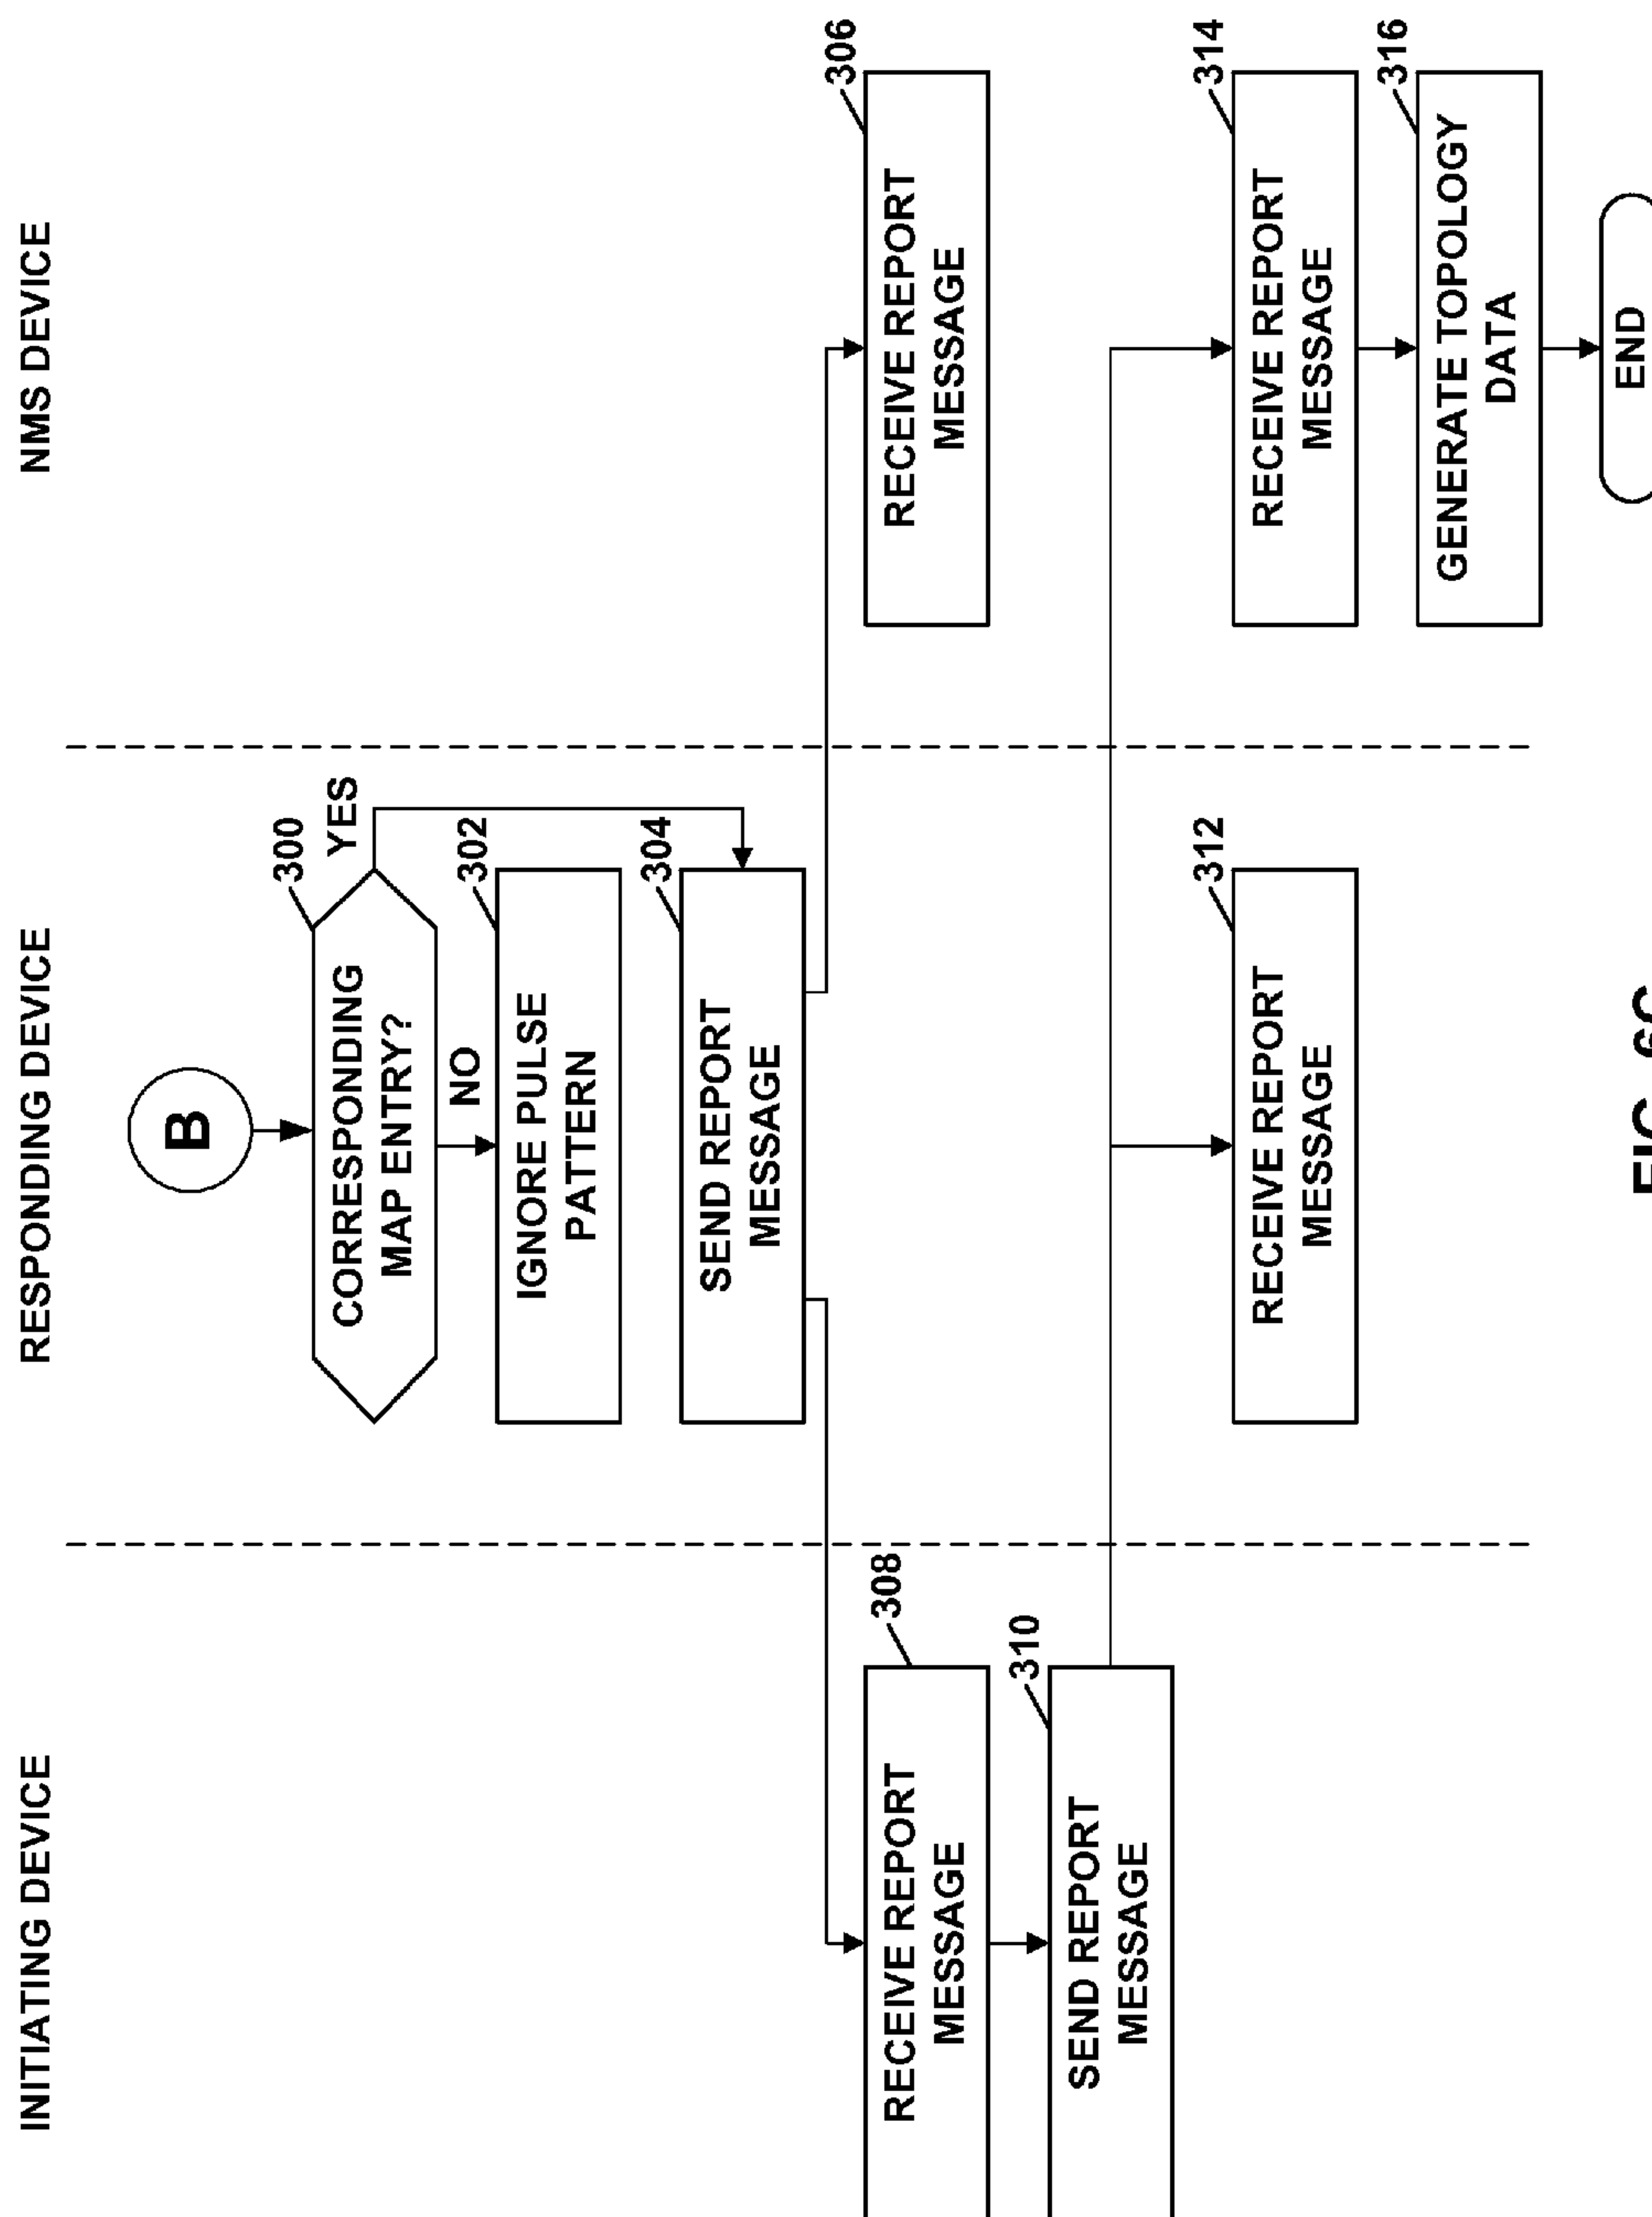 INITIATING DEVICE
RESPONDING DEVICE
NMS DEVICE
B
300
CORRESPONDING
MAP ENTRY?
YES
NO
302
IGNORE PULSE
PATTERN
304
SEND REPORT
MESSAGE
306
RECEIVE REPORT
MESSAGE
308
RECEIVE REPORT
MESSAGE
310
SEND REPORT
MESSAGE
312
RECEIVE REPORT
MESSAGE
314
RECEIVE REPORT
MESSAGE
316
GENERATE TOPOLOGY
DATA
END
FIG. 6C